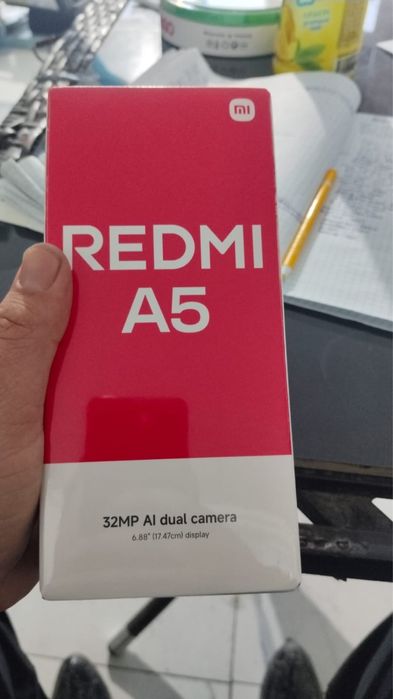 mi
REDMI
A5
32MP AI dual camera
6.88" (17.47cm) display